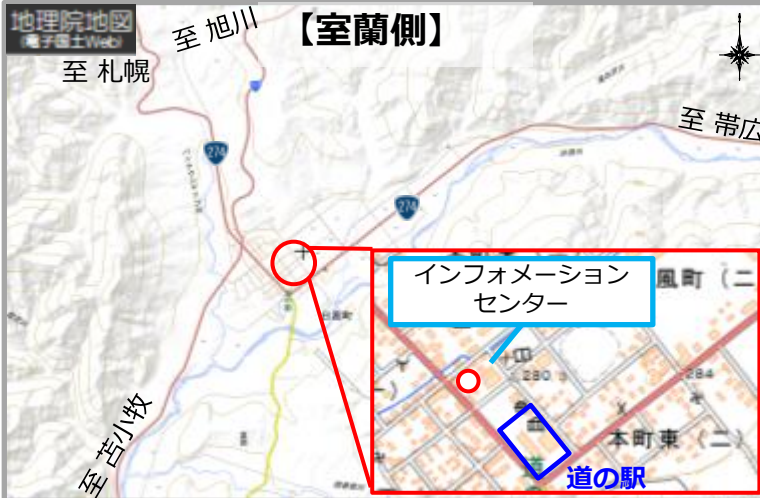 地理院地図
(電子国土Web)
至 旭川
【室蘭側】
至 札幌
至 帯広
274
274
インフォメーション
センター
風町（二
280
284
本町東（二）
道の駅
至 苫小牧